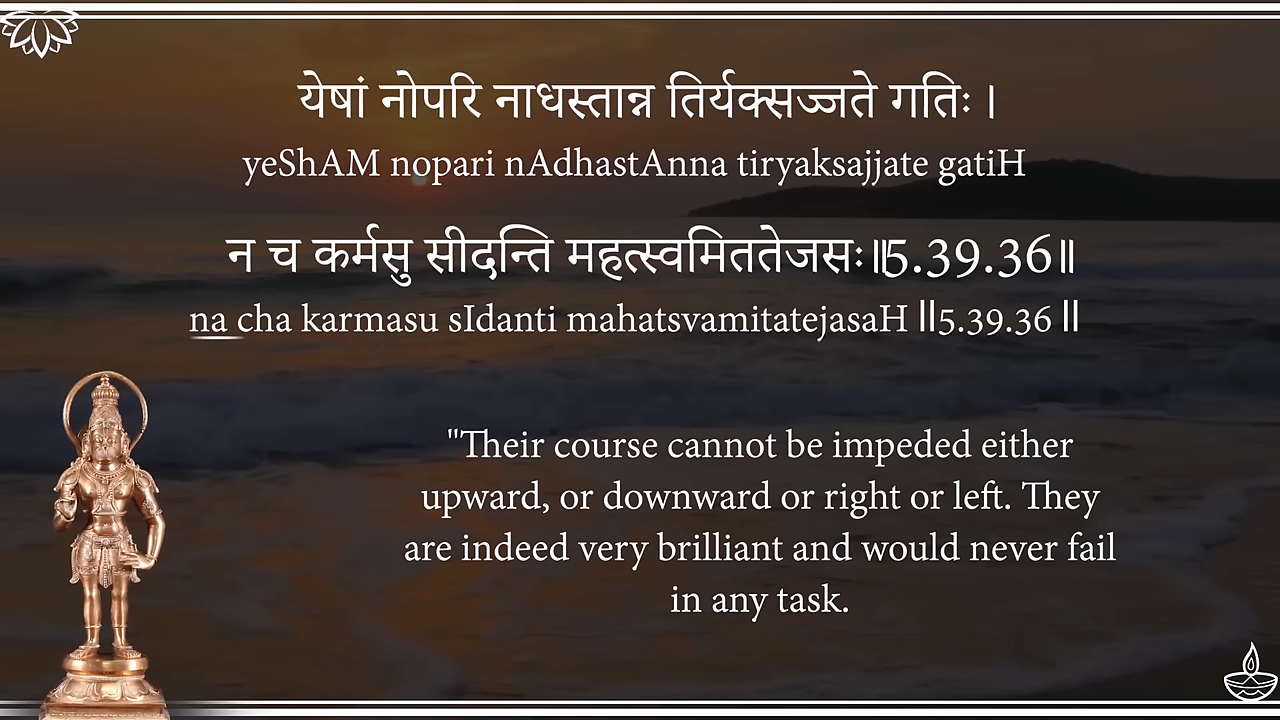 येषां नोपरि नाधस्तान्न तिर्यक्सज्जते गतिः ।
yeShAM nopari nAdhastAnna tiryaksajjate gatiH
न च कर्मसु सीदन्ति महत्स्वमिततेजसः॥5.39.36॥
na cha karmasu sIdanti mahatsvamitatejasaH ॥5.39.36 ॥
"Their course cannot be impeded either
upward, or downward or right or left. They
are indeed very brilliant and would never fail
in any task.